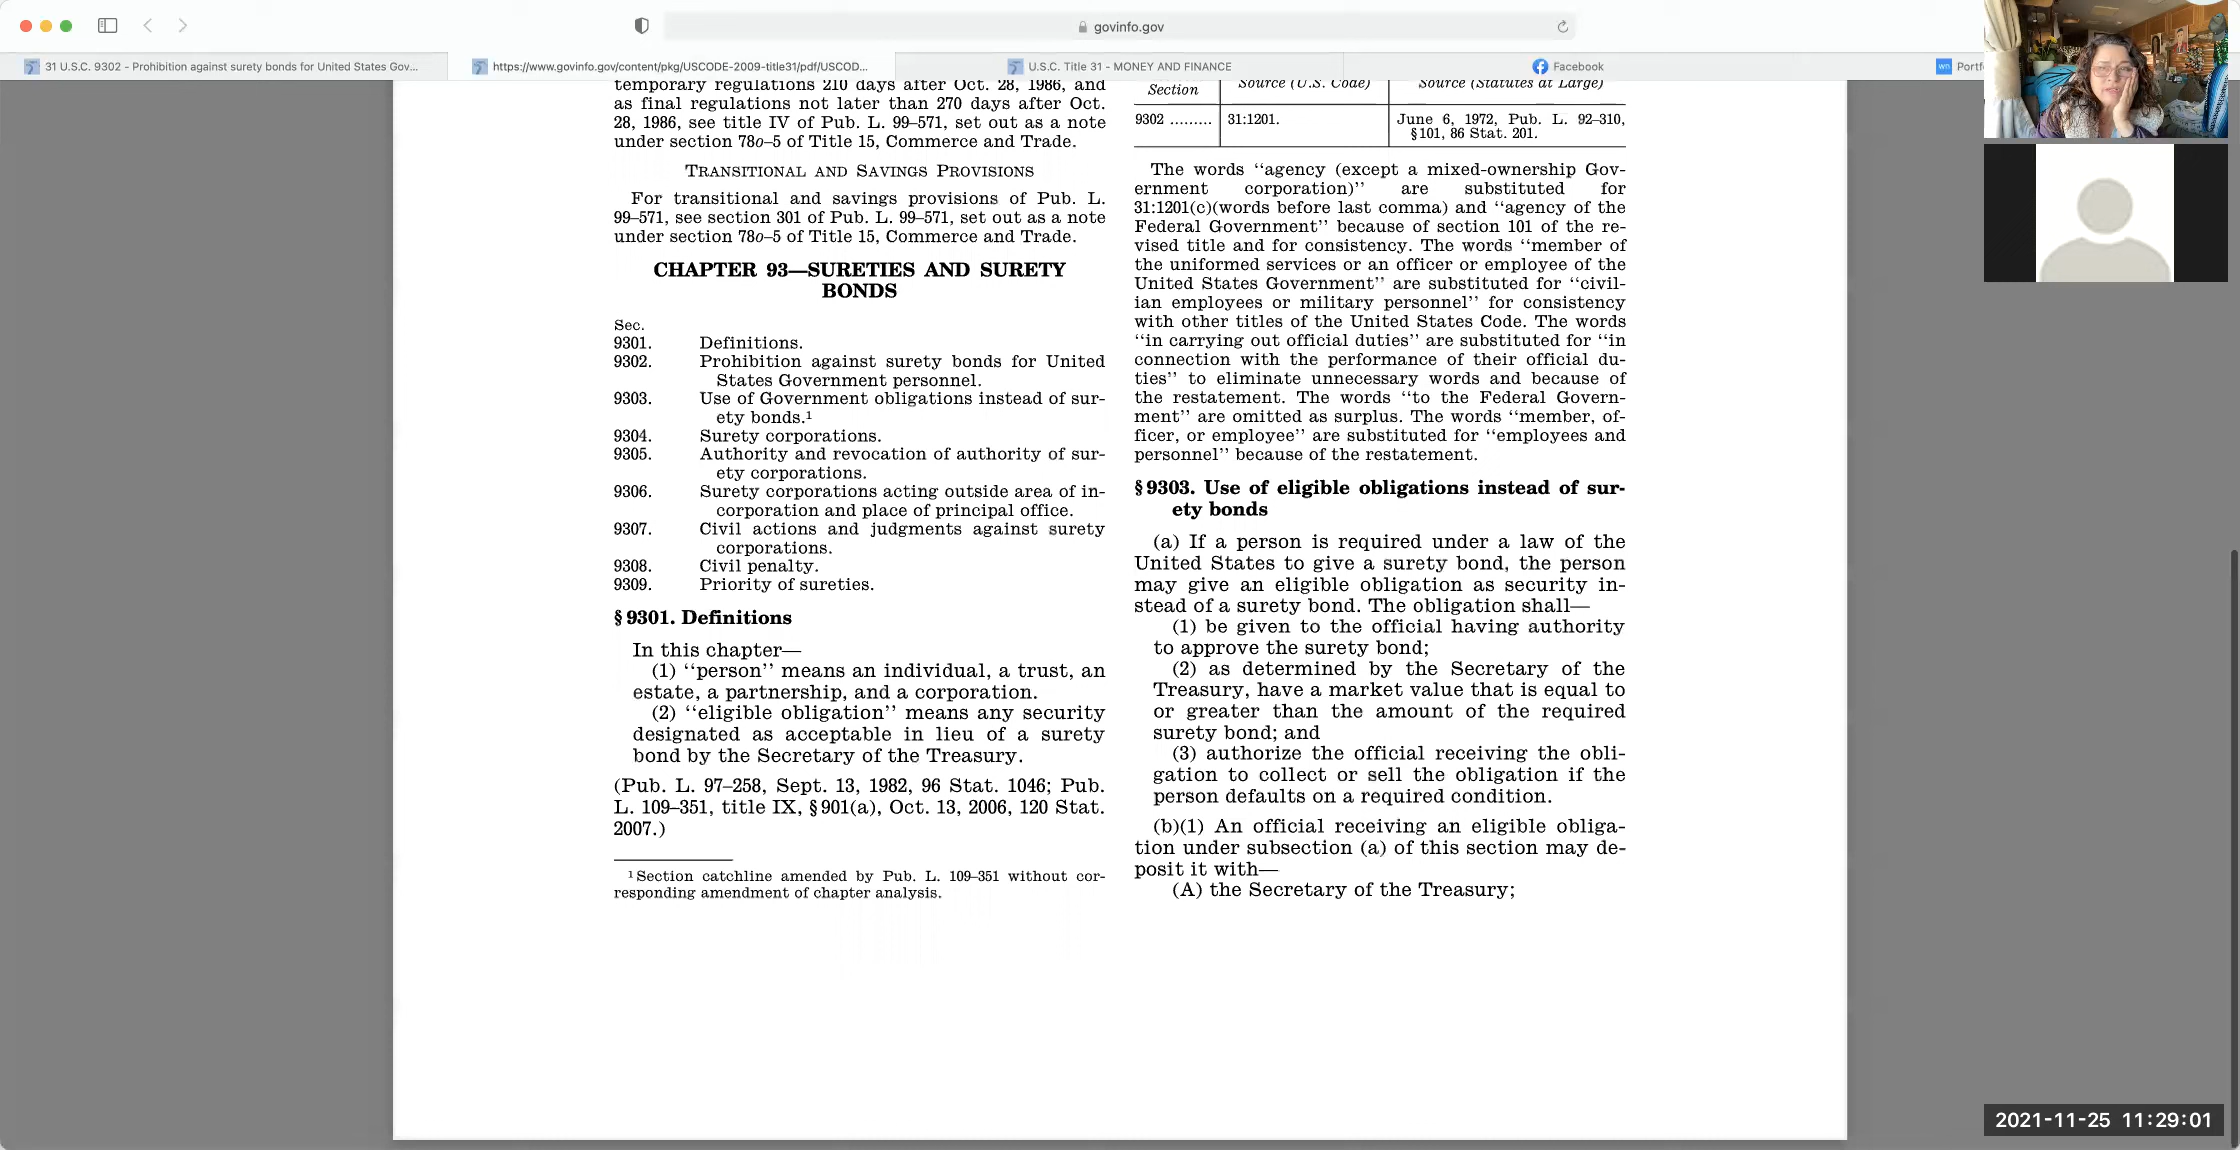 govinfo.gov
31 U.S.C. 9302 - Prohibition against surety bonds for United States Gov...
https://www.govinfo.gov/content/pkg/USCODE-2009-title31/pdf/USCOD...
U.S.C. Title 31 - MONEY AND FINANCE
Facebook
wn
temporary regulations 210 days after Oct. 28, 1986, and
as final regulations not later than 270 days after Oct.
28, 1986, see title IV of Pub. L. 99–571, set out as a note
under section 78o–5 of Title 15, Commerce and Trade.
TRANSITIONAL AND SAVINGS PROVISIONS
For transitional and savings provisions of Pub. L.
99–571, see section 301 of Pub. L. 99–571, set out as a note
under section 78o–5 of Title 15, Commerce and Trade.
CHAPTER 93—SURETIES AND SURETY
BONDS
Sec.
9301. Definitions.
9302. Prohibition against surety bonds for United
States Government personnel.
9303. Use of Government obligations instead of sur-
ety bonds.¹
9304. Surety corporations.
9305. Authority and revocation of authority of sur-
ety corporations.
9306. Surety corporations acting outside area of in-
corporation and place of principal office.
9307. Civil actions and judgments against surety
corporations.
9308. Civil penalty.
9309. Priority of sureties.
§ 9301. Definitions
In this chapter—
(1) ‘‘person’’ means an individual, a trust, an
estate, a partnership, and a corporation.
(2) ‘‘eligible obligation’’ means any security
designated as acceptable in lieu of a surety
bond by the Secretary of the Treasury.
(Pub. L. 97–258, Sept. 13, 1982, 96 Stat. 1046; Pub.
L. 109–351, title IX, § 901(a), Oct. 13, 2006, 120 Stat.
2007.)
¹ Section catchline amended by Pub. L. 109–351 without cor-
responding amendment of chapter analysis.
Section Source (U.S. Code) Source (Statutes at Large)
9302 ......... 31:1201. June 6, 1972, Pub. L. 92–310,
§ 101, 86 Stat. 201.
The words ‘‘agency (except a mixed-ownership Gov-
ernment corporation)’’ are substituted for
31:1201(c)(words before last comma) and ‘‘agency of the
Federal Government’’ because of section 101 of the re-
vised title and for consistency. The words ‘‘member of
the uniformed services or an officer or employee of the
United States Government’’ are substituted for ‘‘civil-
ian employees or military personnel’’ for consistency
with other titles of the United States Code. The words
‘‘in carrying out official duties’’ are substituted for ‘‘in
connection with the performance of their official du-
ties’’ to eliminate unnecessary words and because of
the restatement. The words ‘‘to the Federal Govern-
ment’’ are omitted as surplus. The words ‘‘member, of-
ficer, or employee’’ are substituted for ‘‘employees and
personnel’’ because of the restatement.
§ 9303. Use of eligible obligations instead of sur-
ety bonds
(a) If a person is required under a law of the
United States to give a surety bond, the person
may give an eligible obligation as security in-
stead of a surety bond. The obligation shall—
(1) be given to the official having authority
to approve the surety bond;
(2) as determined by the Secretary of the
Treasury, have a market value that is equal to
or greater than the amount of the required
surety bond; and
(3) authorize the official receiving the obli-
gation to collect or sell the obligation if the
person defaults on a required condition.
(b)(1) An official receiving an eligible obliga-
tion under subsection (a) of this section may de-
posit it with—
(A) the Secretary of the Treasury;
2021-11-25 11:29:01